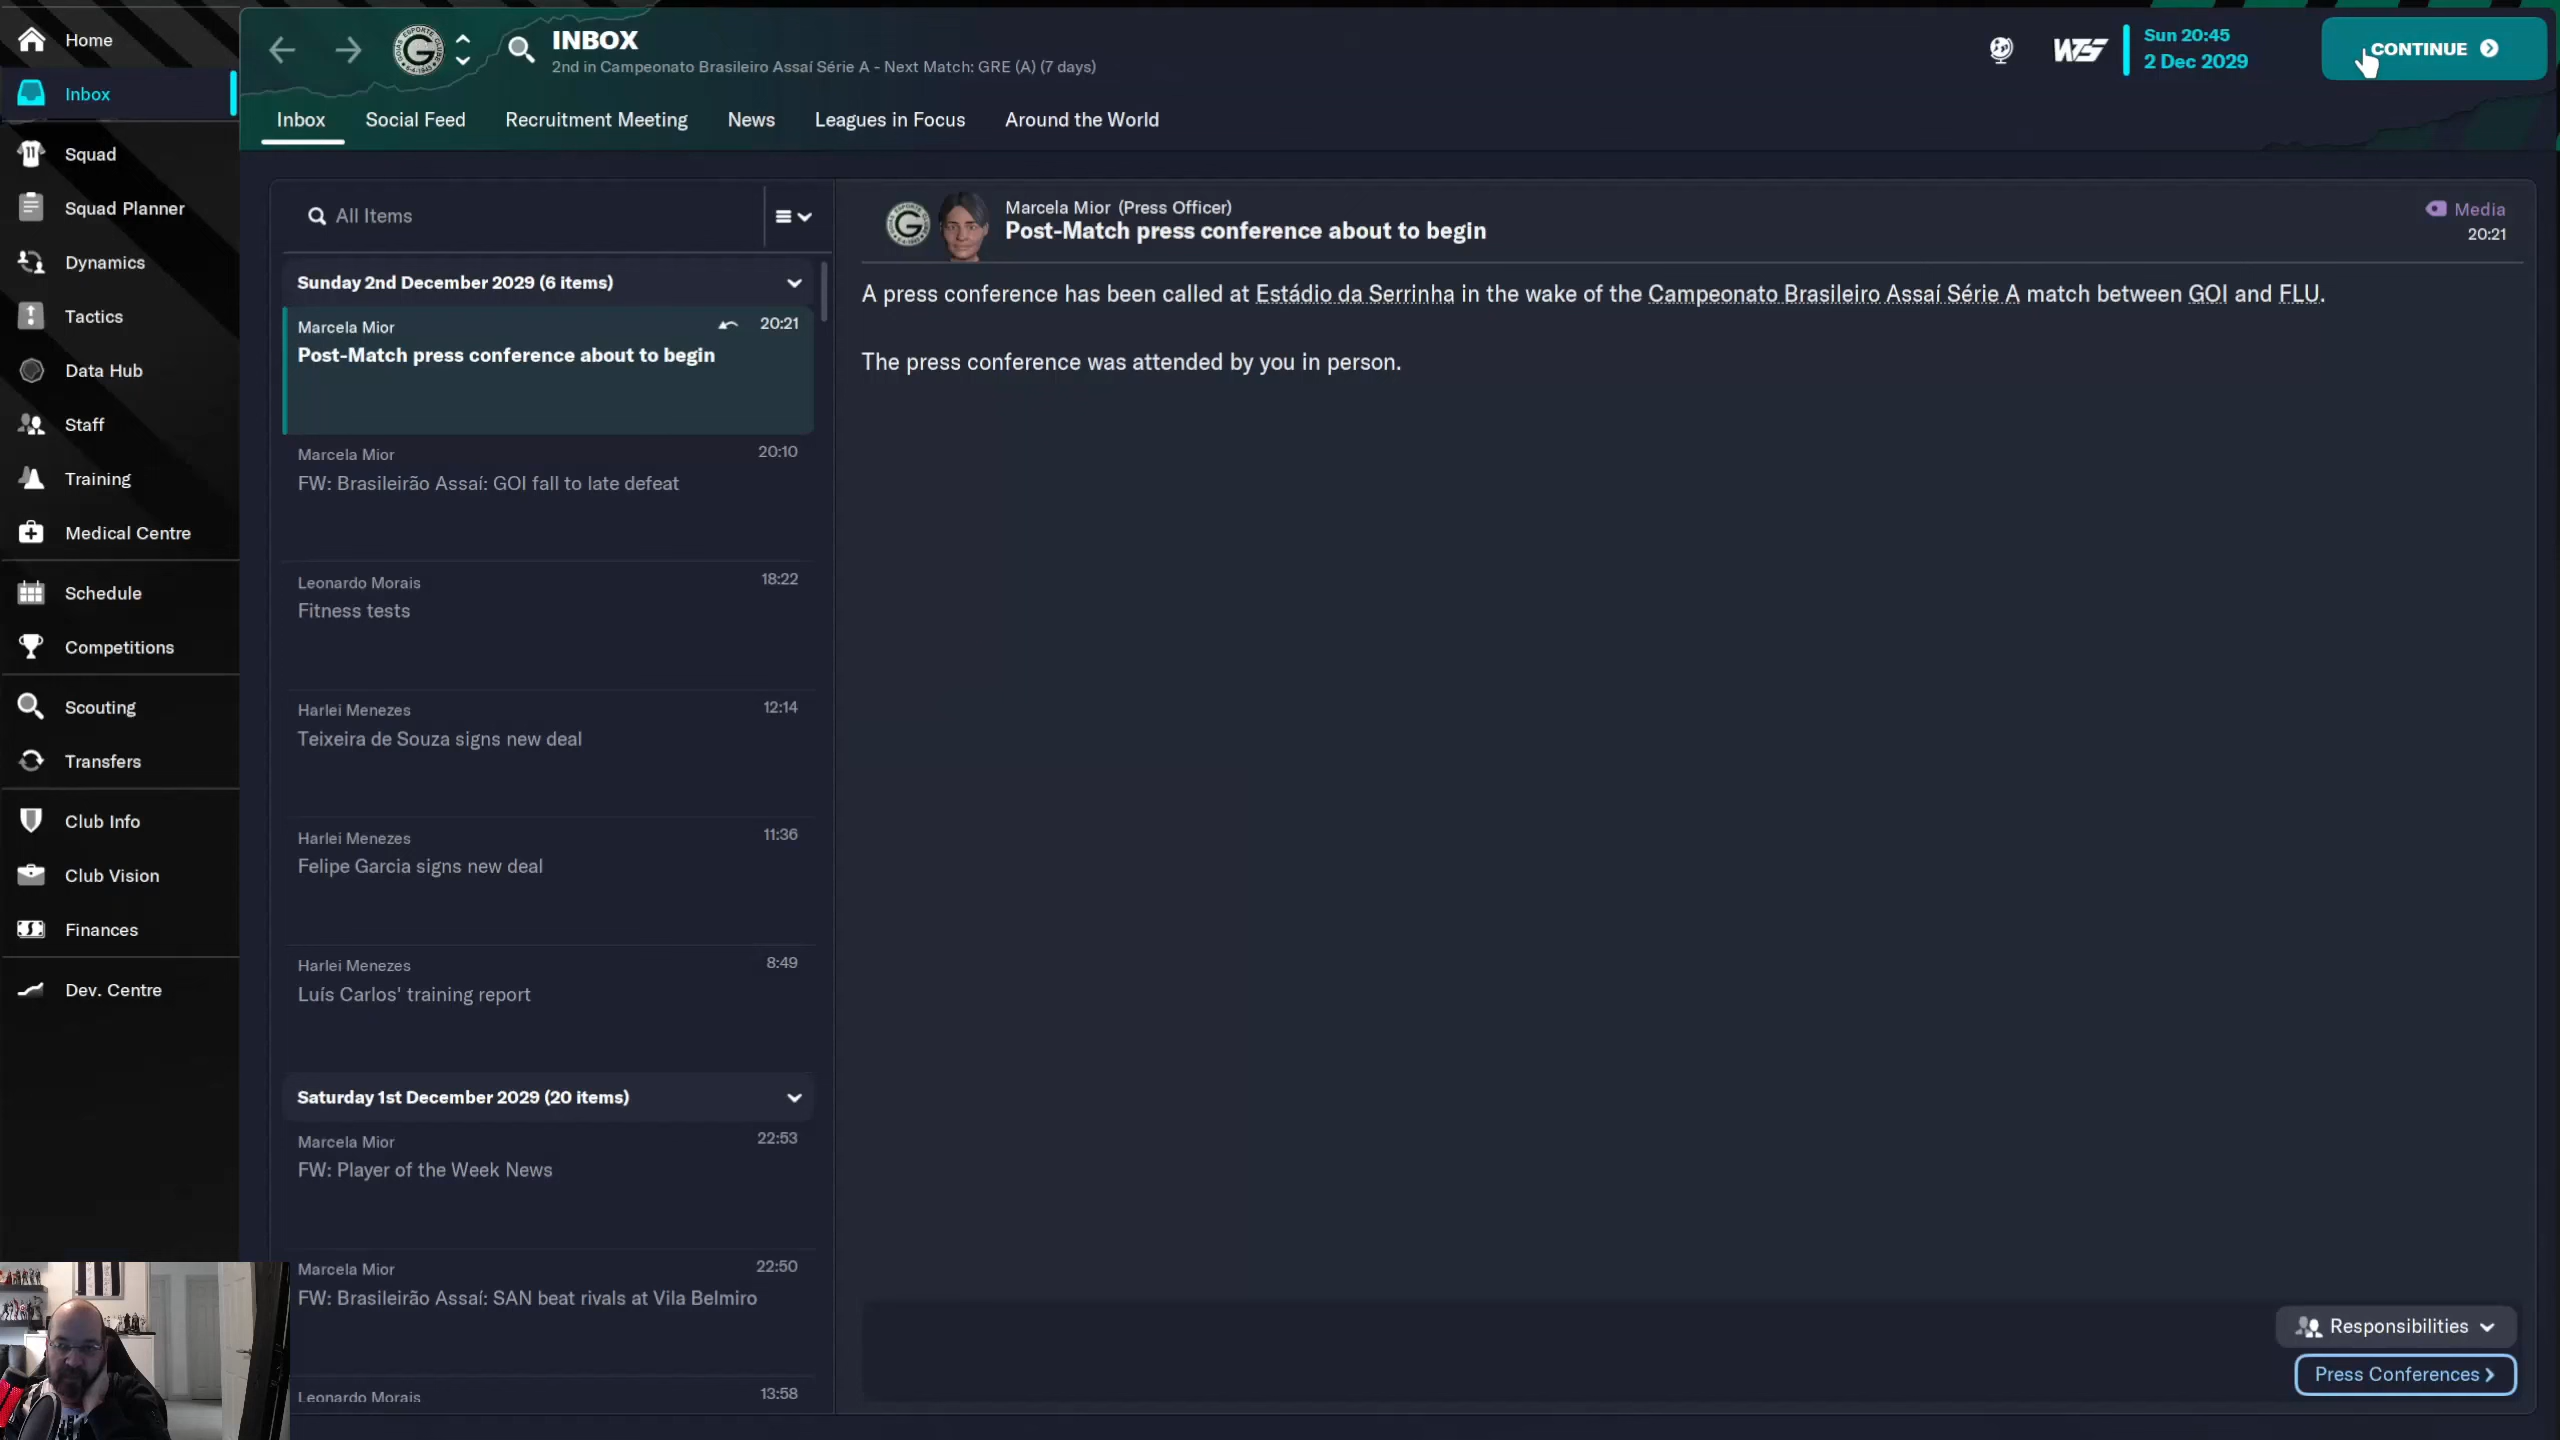 Home
Inbox
Squad
Squad Planner
Dynamics
Tactics
Data Hub
Staff
Training
Medical Centre
Schedule
Competitions
Scouting
Transfers
Club Info
Club Vision
Finances
Dev. Centre
INBOX
2nd in Campeonato Brasileiro Assaí Série A - Next Match: GRE (A) (7 days)
Sun 20:45
2 Dec 2029
CONTINUE
Inbox
Social Feed
Recruitment Meeting
News
Leagues in Focus
Around the World
All Items
Sunday 2nd December 2029 (6 items)
Marcela Mior 20:21
Post-Match press conference about to begin
Marcela Mior 20:10
FW: Brasileirão Assaí: GOI fall to late defeat
Leonardo Morais 18:22
Fitness tests
Harlei Menezes 12:14
Teixeira de Souza signs new deal
Harlei Menezes 11:36
Felipe Garcia signs new deal
Harlei Menezes 8:49
Luís Carlos' training report
Saturday 1st December 2029 (20 items)
Marcela Mior 22:53
FW: Player of the Week News
Marcela Mior 22:50
FW: Brasileirão Assaí: SAN beat rivals at Vila Belmiro
Leonardo Morais 13:58
Marcela Mior (Press Officer)
Post-Match press conference about to begin
Media
20:21
A press conference has been called at Estádio da Serrinha in the wake of the Campeonato Brasileiro Assaí Série A match between GOI and FLU.
The press conference was attended by you in person.
Responsibilities
Press Conferences